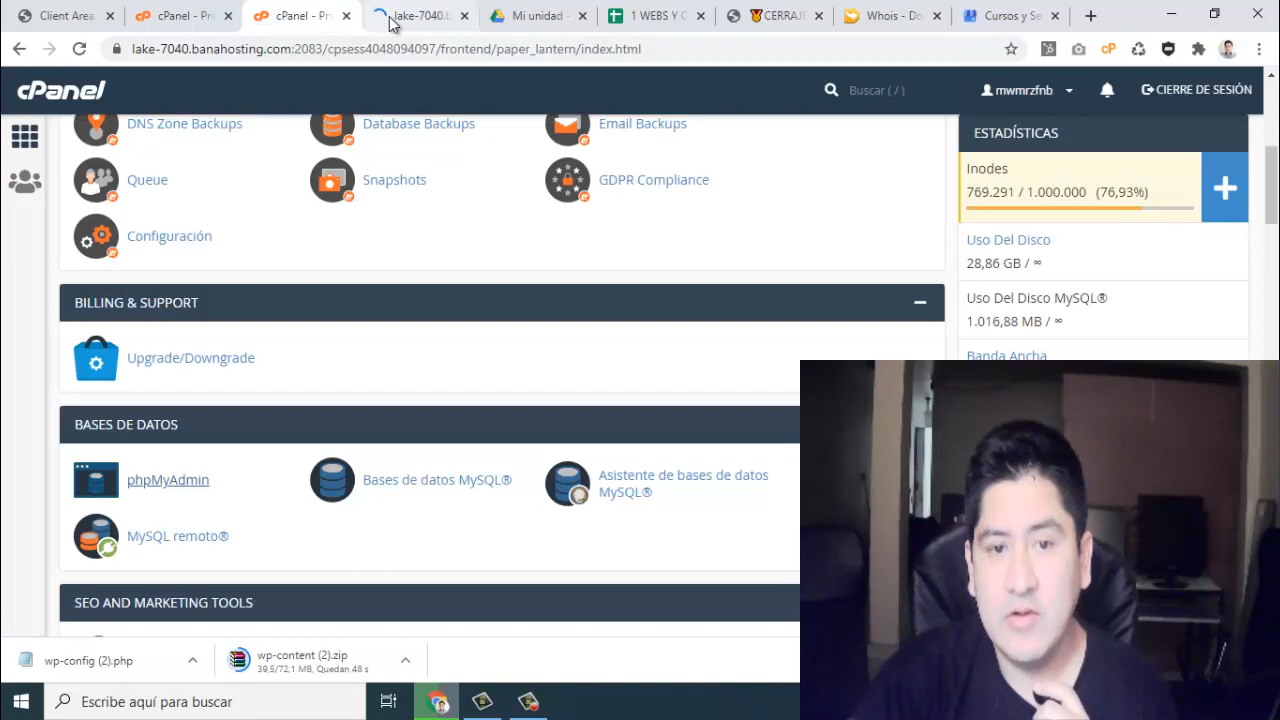 Client Area
cPanel - Pri
cPanel - Pri
lake-7040.b
Mi unidad -
1 WEBS Y C
CERRAJE
Whois - Do
Cursos y Se
lake-7040.banahosting.com:2083/cpsess4048094097/frontend/paper_lantern/index.html
cPanel
Buscar ( / )
mwmrzfnb
CIERRE DE SESIÓN
DNS Zone Backups
Database Backups
Email Backups
Queue
Snapshots
GDPR Compliance
Configuración
ESTADÍSTICAS
Inodes
769.291 / 1.000.000 (76,93%)
Uso Del Disco
28,86 GB / ∞
Uso Del Disco MySQL®
1.016,88 MB / ∞
Banda Ancha
BILLING & SUPPORT
Upgrade/Downgrade
BASES DE DATOS
phpMyAdmin
Bases de datos MySQL®
Asistente de bases de datos
MySQL®
MySQL remoto®
SEO AND MARKETING TOOLS
wp-config (2).php
wp-content (2).zip
39,5/72,1 MB, Quedan 48 s
Escribe aquí para buscar